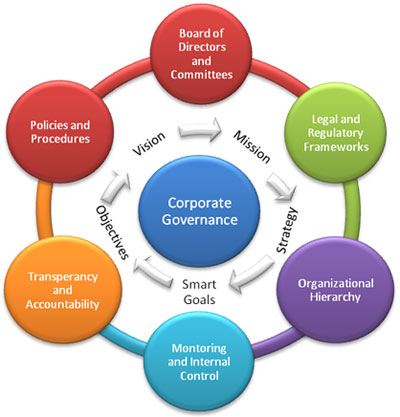 Board of
Directors
and
Committees
Legal and
Regulatory
Frameworks
Organizational
Hierarchy
Montoring
and Internal
Control
Transperancy
and
Accountability
Policies and
Procedures
Vision
Mission
Strategy
Smart
Goals
Objectives
Corporate
Governance